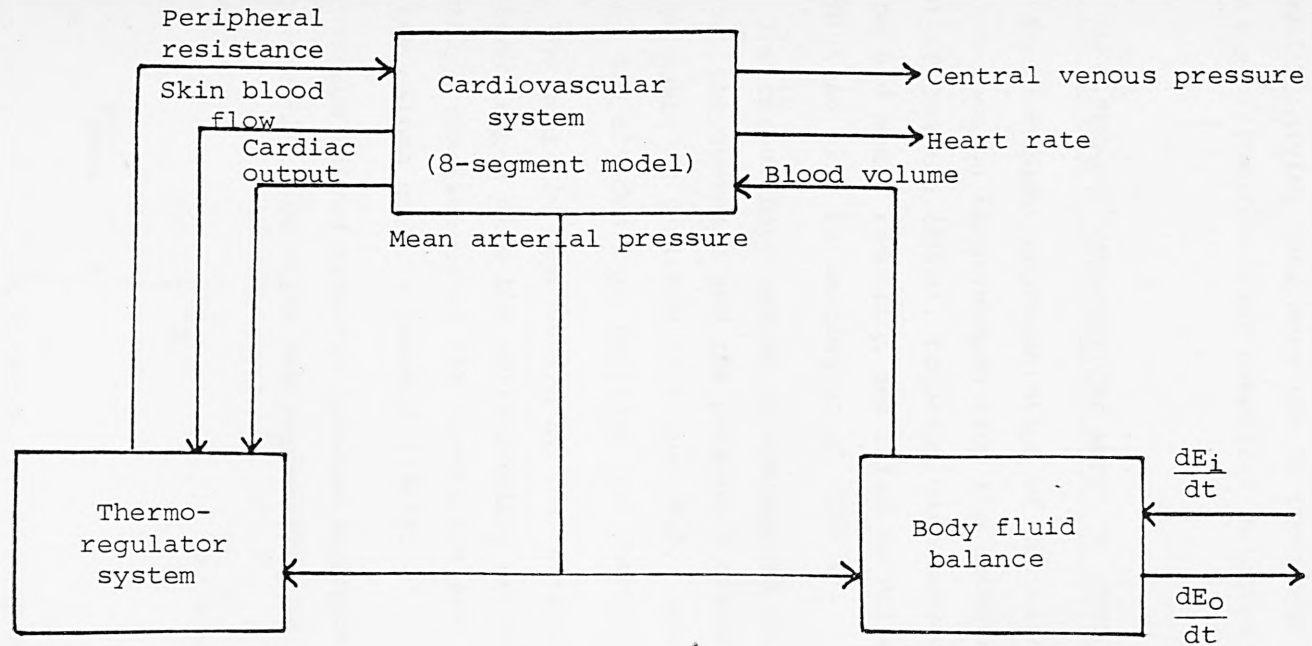 Peripheral
resistance
Skin blood
flow
Cardiac
output
Cardiovascular
system
(8-segment model)
Central venous pressure
Heart rate
Blood volume
Mean arterial pressure
Thermo-
regulator
system
Body fluid
balance
dEi
dt
dEo
dt